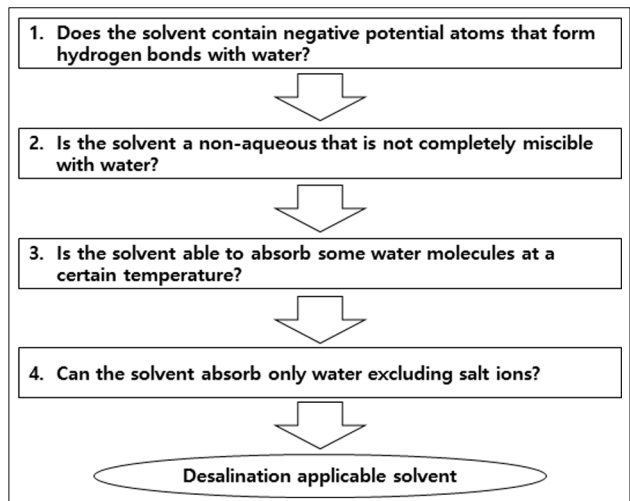 1. Does the solvent contain negative potential atoms that form
hydrogen bonds with water?
2. Is the solvent a non-aqueous that is not completely miscible
with water?
3. Is the solvent able to absorb some water molecules at a
certain temperature?
4. Can the solvent absorb only water excluding salt ions?
Desalination applicable solvent